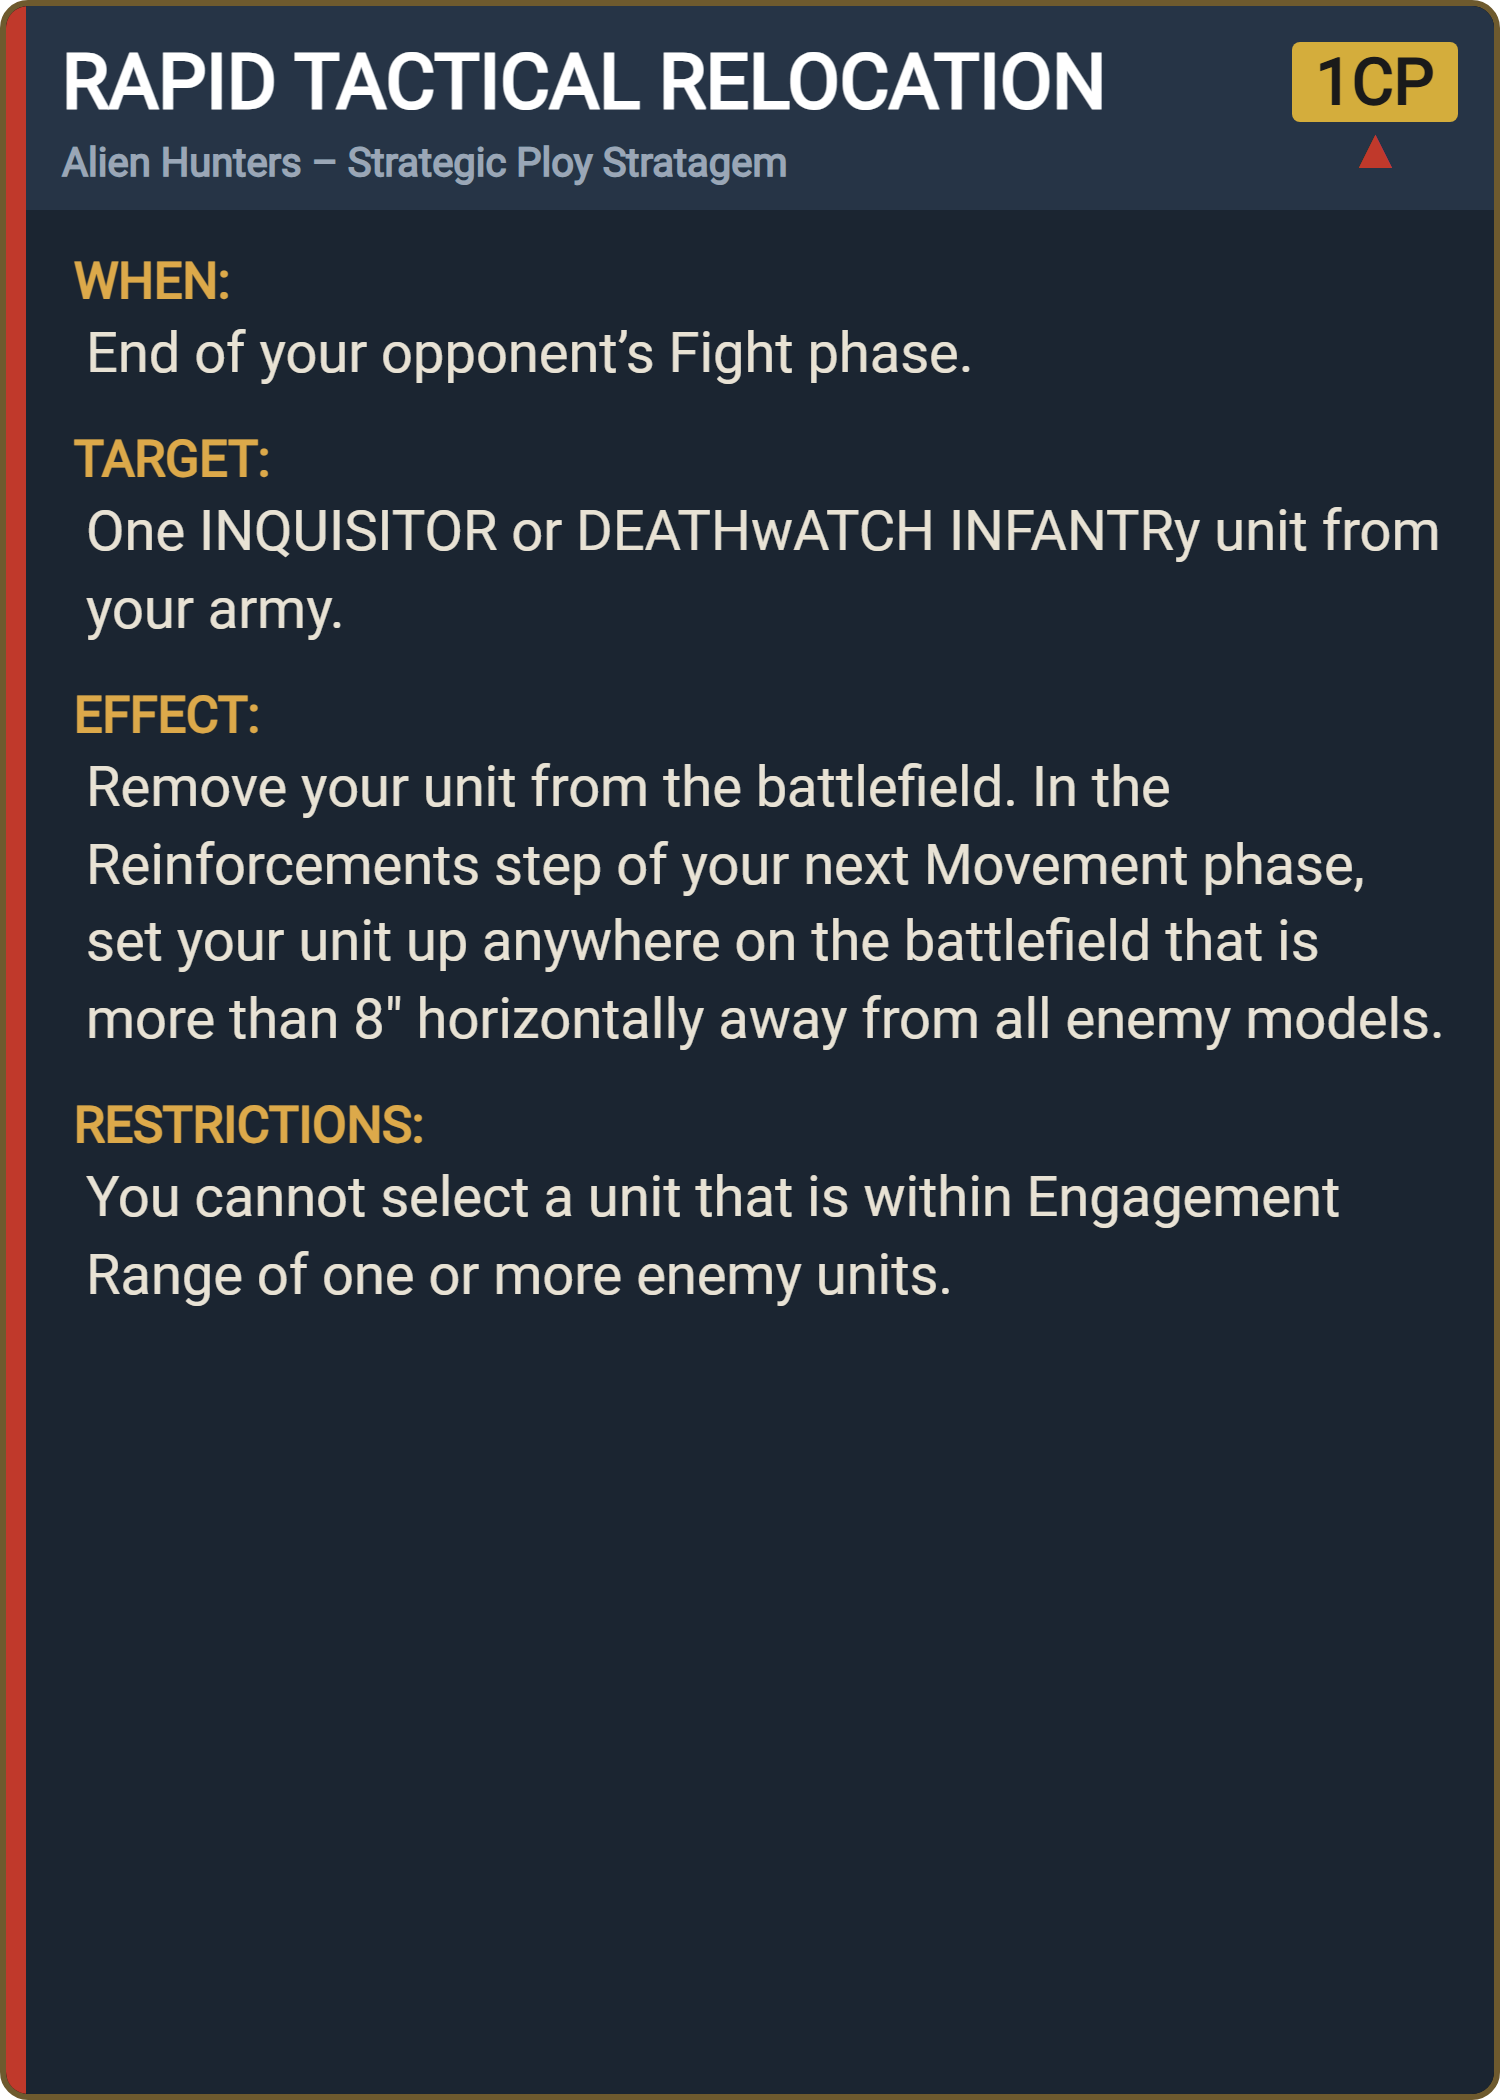 RAPID TACTICAL RELOCATION
1CP
Alien Hunters – Strategic Ploy Stratagem
WHEN:
End of your opponent’s Fight phase.
TARGET:
One INQUISITOR or DEATHwATCH INFANTRy unit from
your army.
EFFECT:
Remove your unit from the battlefield. In the
Reinforcements step of your next Movement phase,
set your unit up anywhere on the battlefield that is
more than 8" horizontally away from all enemy models.
RESTRICTIONS:
You cannot select a unit that is within Engagement
Range of one or more enemy units.